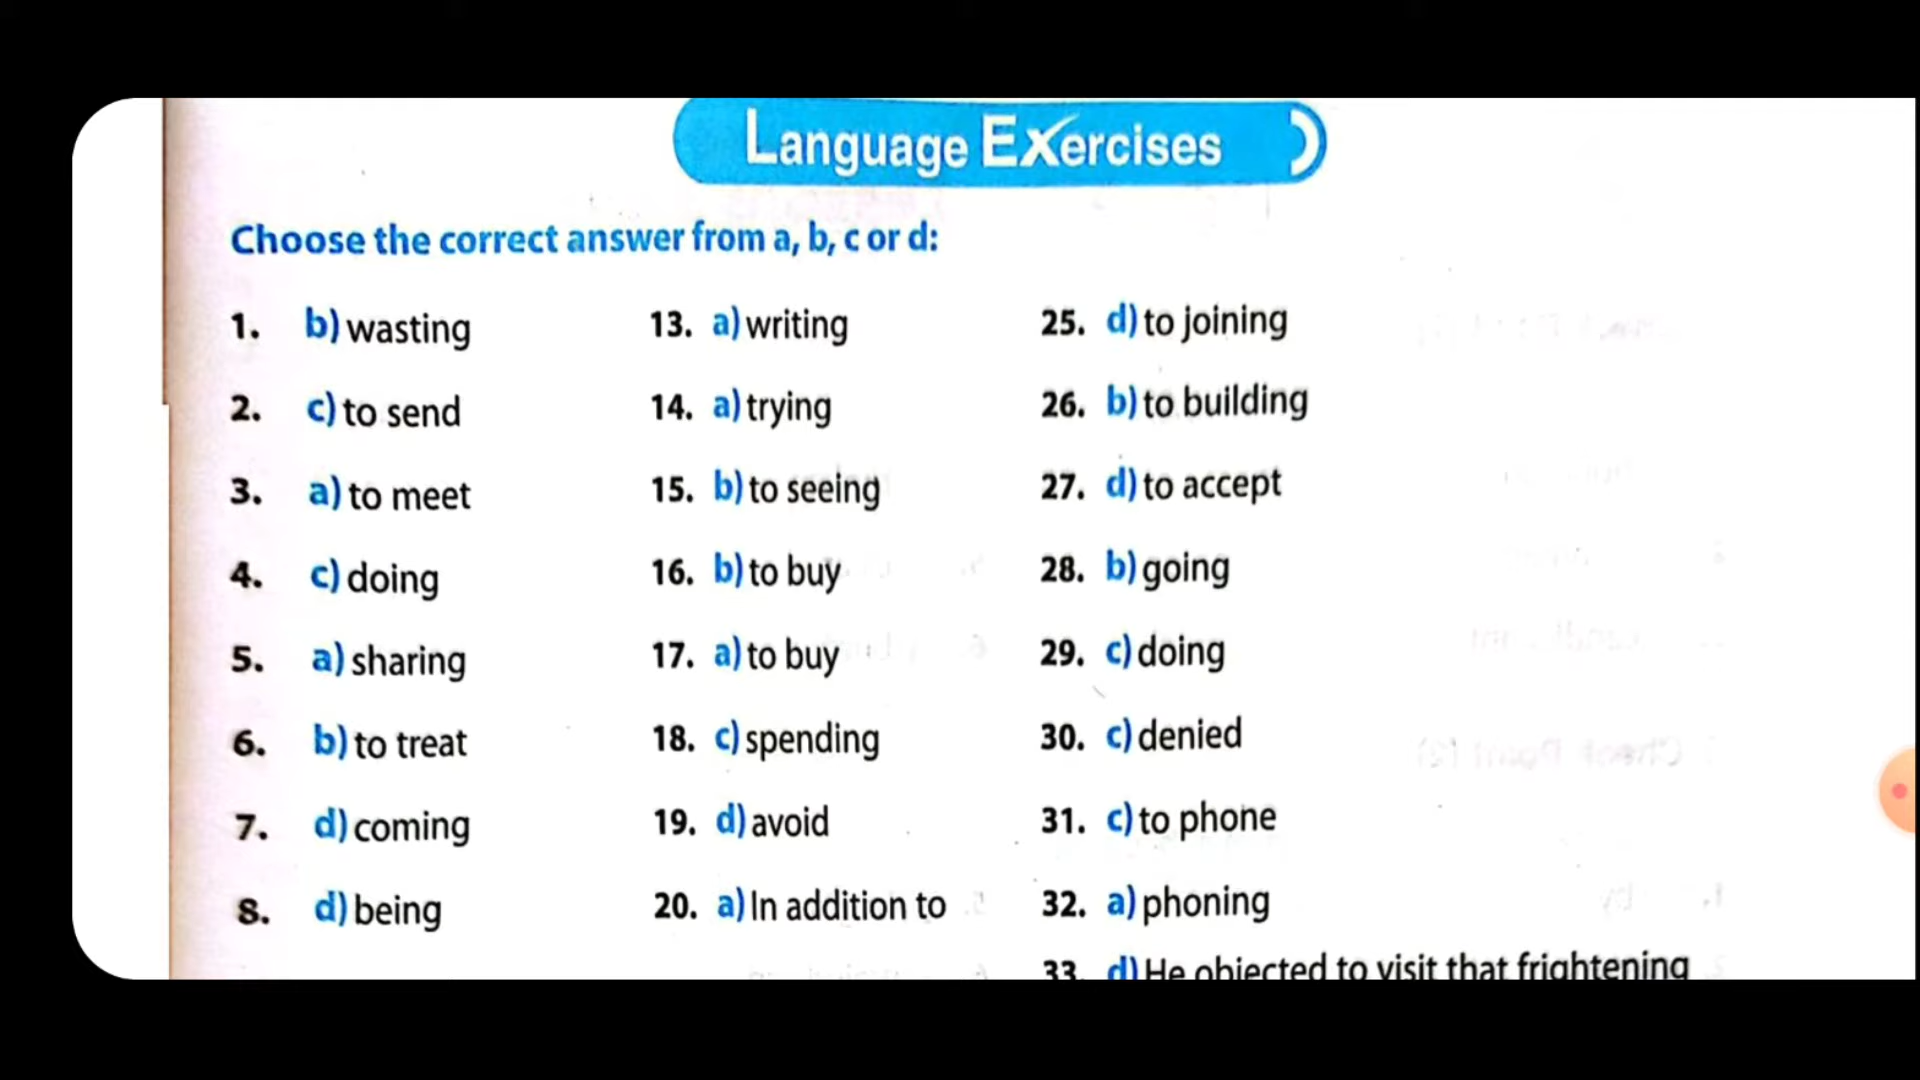 Language Exercises
Choose the correct answer from a, b, c or d:
1. b) wasting
2. c) to send
3. a) to meet
4. c) doing
5. a) sharing
6. b) to treat
7. d) coming
8. d) being
13. a) writing
14. a) trying
15. b) to seeing
16. b) to buy
17. a) to buy
18. c) spending
19. d) avoid
20. a) In addition to
25. d) to joining
26. b) to building
27. d) to accept
28. b) going
29. c) doing
30. c) denied
31. c) to phone
32. a) phoning
33. d) He objected to visit that frightening